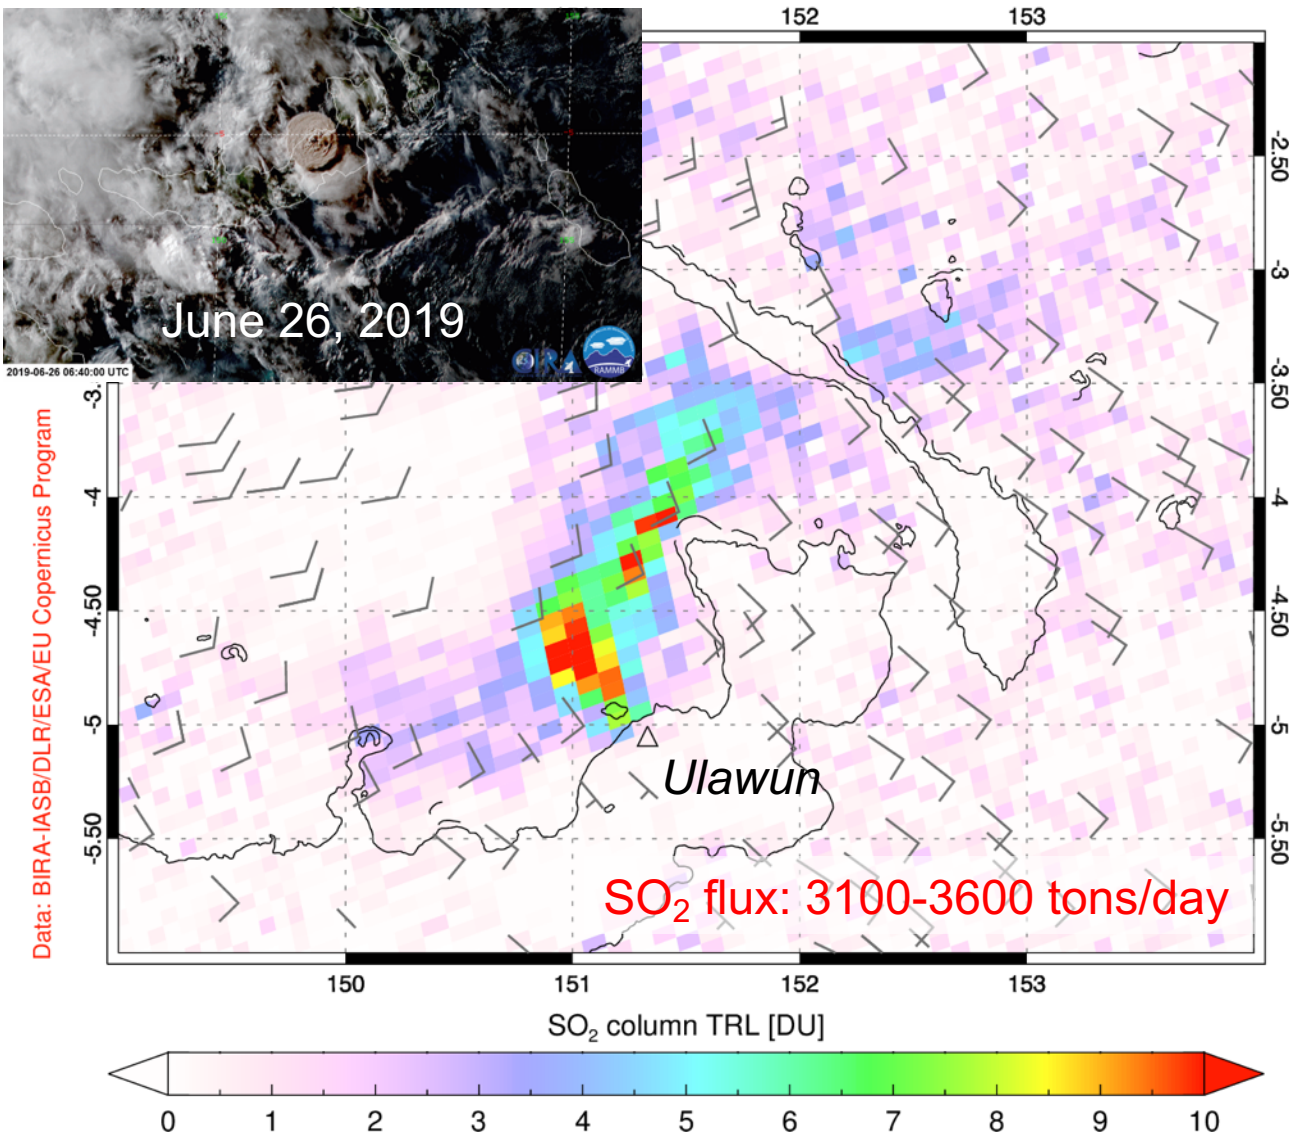 152 153
June 26, 2019
2019-06-26 06:40:00 UTC
CIRA
RAMMB
Data: BIRA-IASB/DLR/ESA/EU Copernicus Program
-3.
-4
-4.50
-5
-5.50
-2.50
-3
-3.50
-4
-4.50
-5
-5.50
Ulawun
SO₂ flux: 3100-3600 tons/day
150 151 152 153
SO₂ column TRL [DU]
0 1 2 3 4 5 6 7 8 9 10